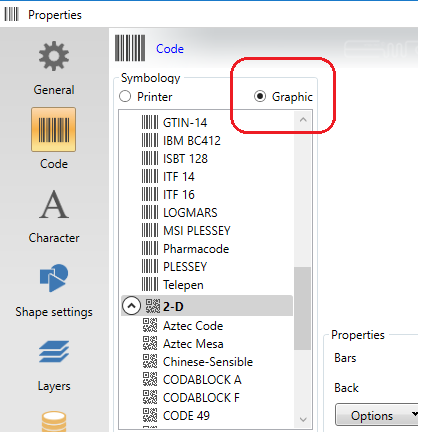 Properties
General
Code
Character
Shape settings
Layers
Code
Symbology
Printer Graphic
GTIN-14
IBM BC412
ISBT 128
ITF 14
ITF 16
LOGMARS
MSI PLESSEY
Pharmacode
PLESSEY
Telepen
2-D
Aztec Code
Aztec Mesa
Chinese-Sensible
CODABLOCK A
CODABLOCK F
CODE 49
Properties
Bars
Back
Options